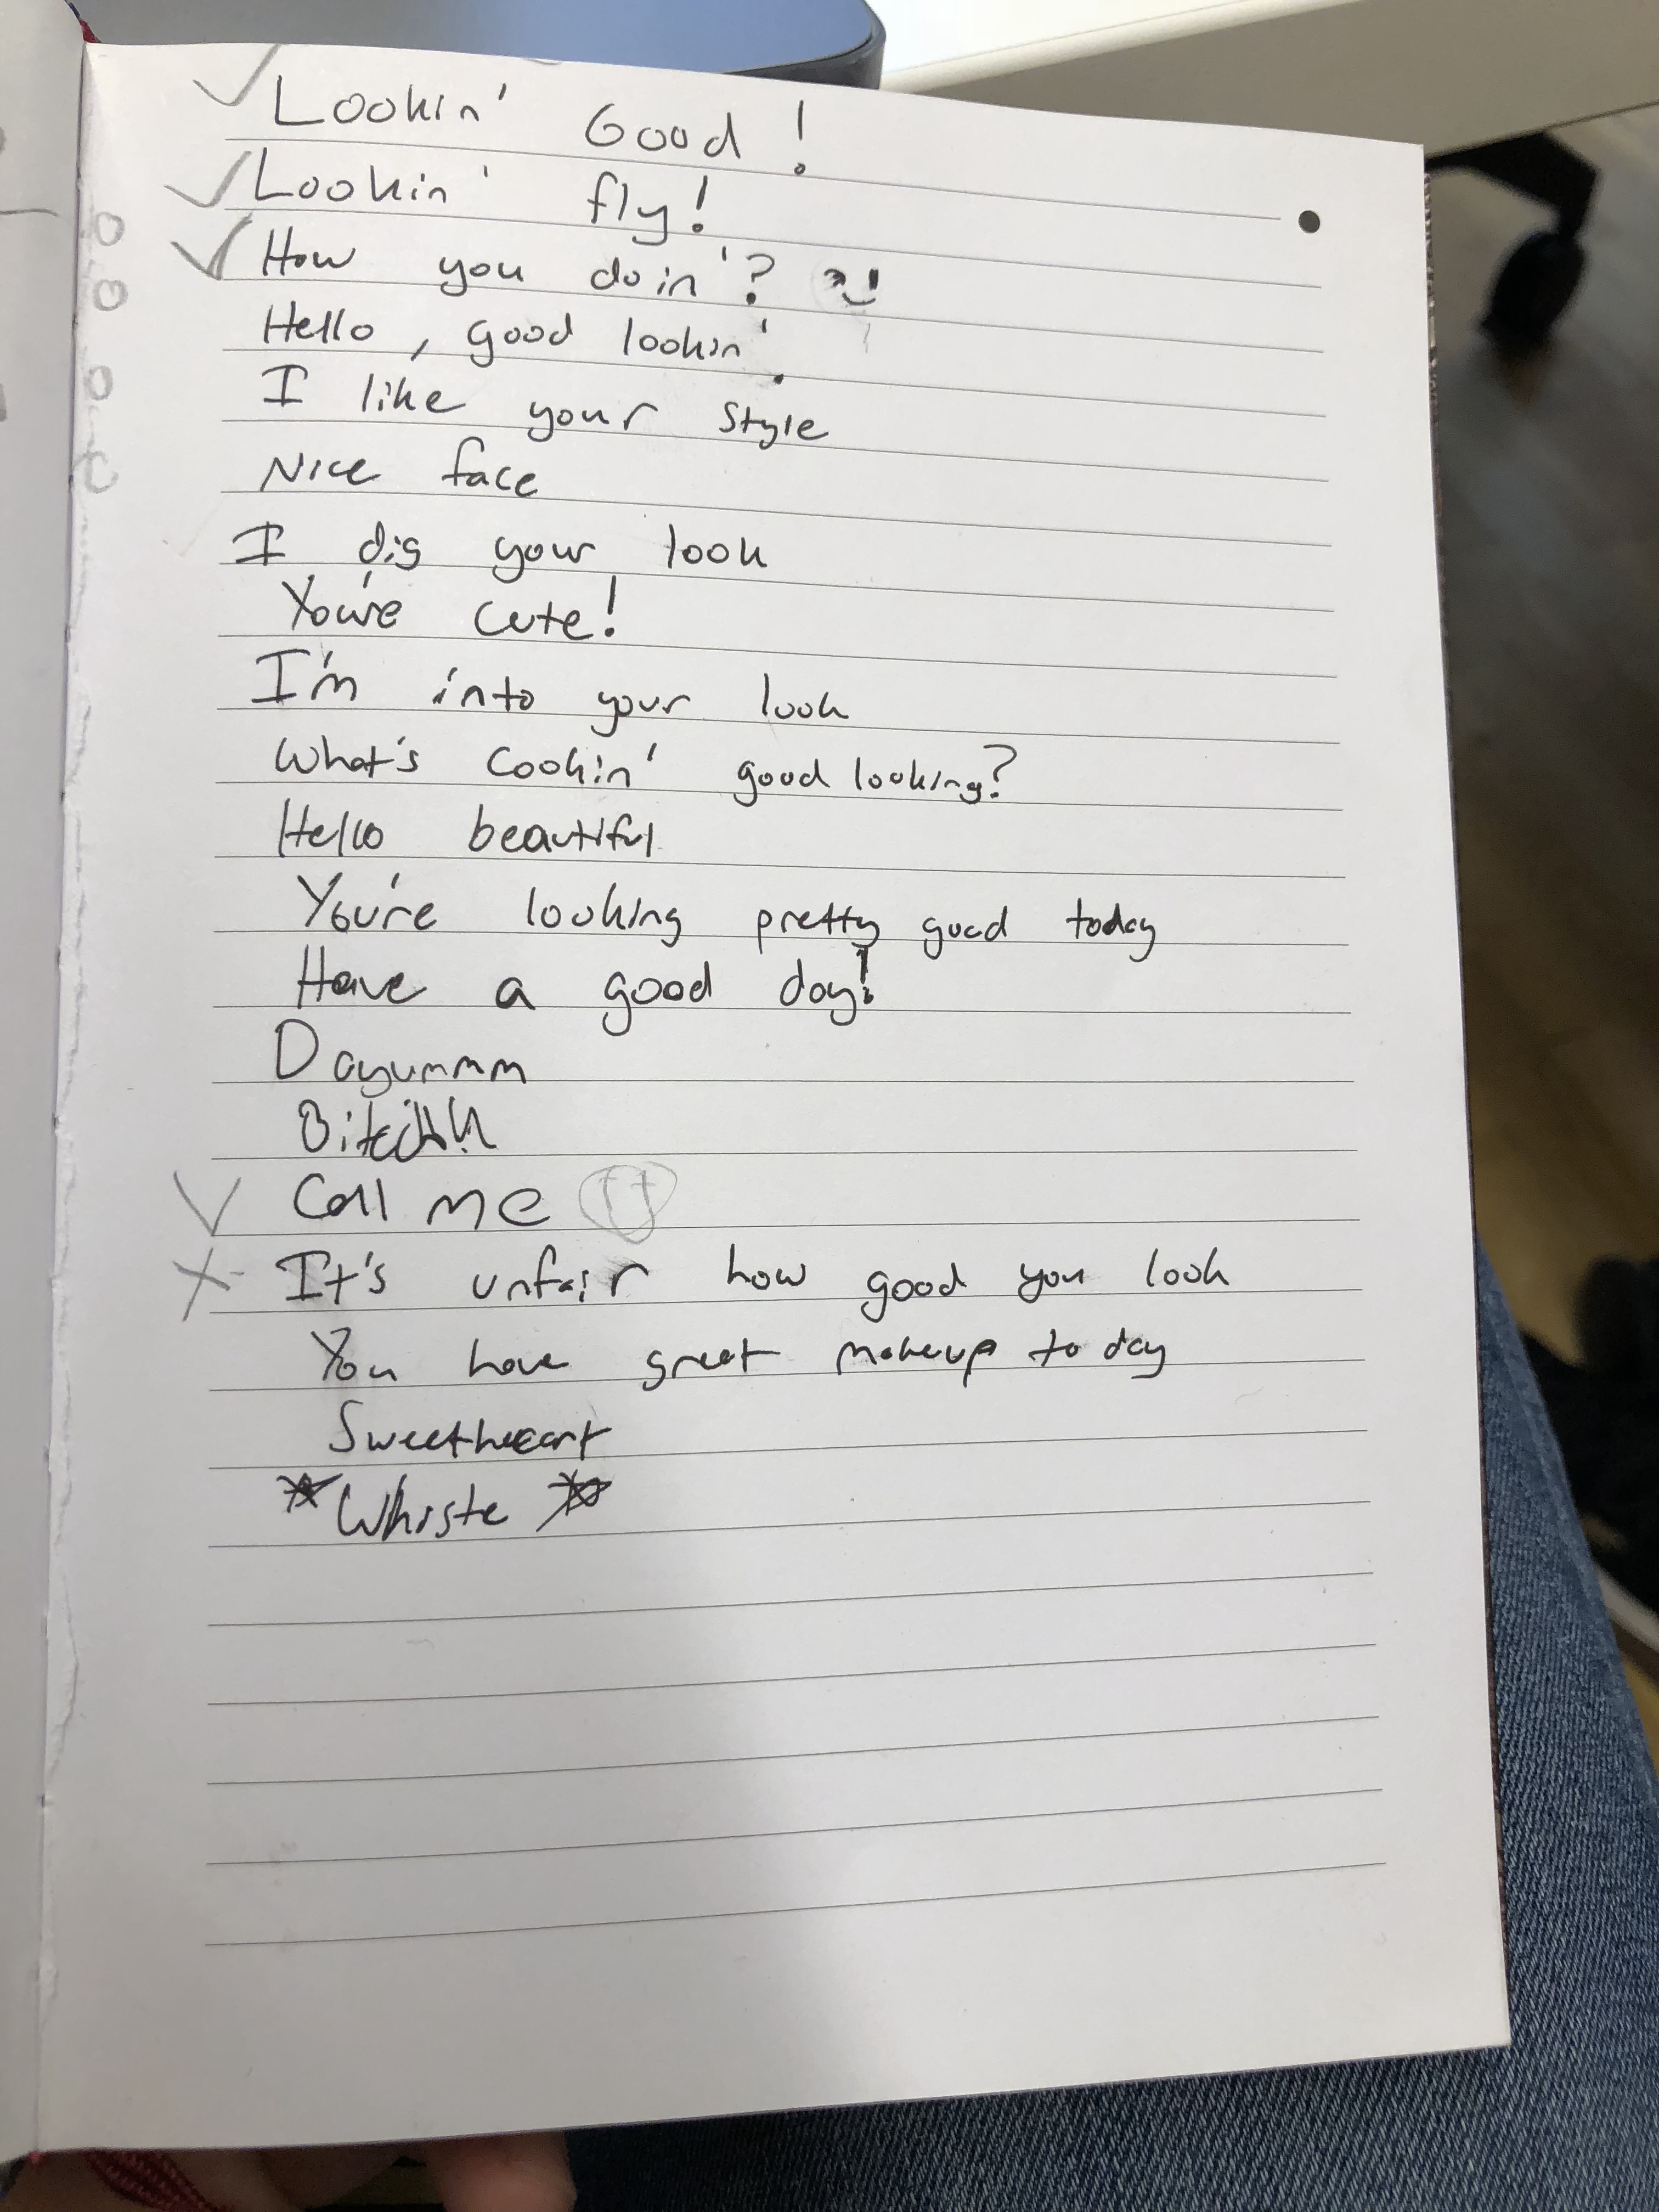 Lookin' Good!
Lookin' fly!
How you doin'?
Hello, good lookin'.
I like your style
Nice face
I dig your look
You're cute!
I'm into your look
What's cookin' good looking?
Hello beautiful
You're looking pretty good today
Have a good day!
Dayummm
Call me
It's unfair how good you look
You have great makeup today
Sweetheart
*Whistle*